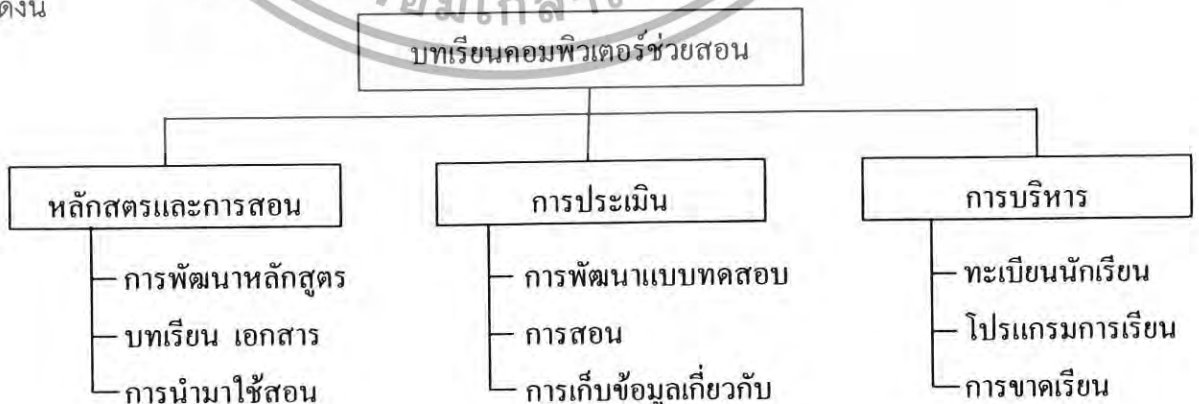 ดังนี้
บทเรียนคอมพิวเตอร์ช่วยสอน
หลักสตรและการสอน
การพัฒนาหลักสูตร
บทเรียน เอกสาร
การนำมาใช้สอน
การประเมิน
การพัฒนาแบบทดสอบ
การสอน
การเก็บข้อมูลเกี่ยวกับ
การบริหาร
ทะเบียนนักเรียน
โปรแกรมการเรียน
การขาดเรียน